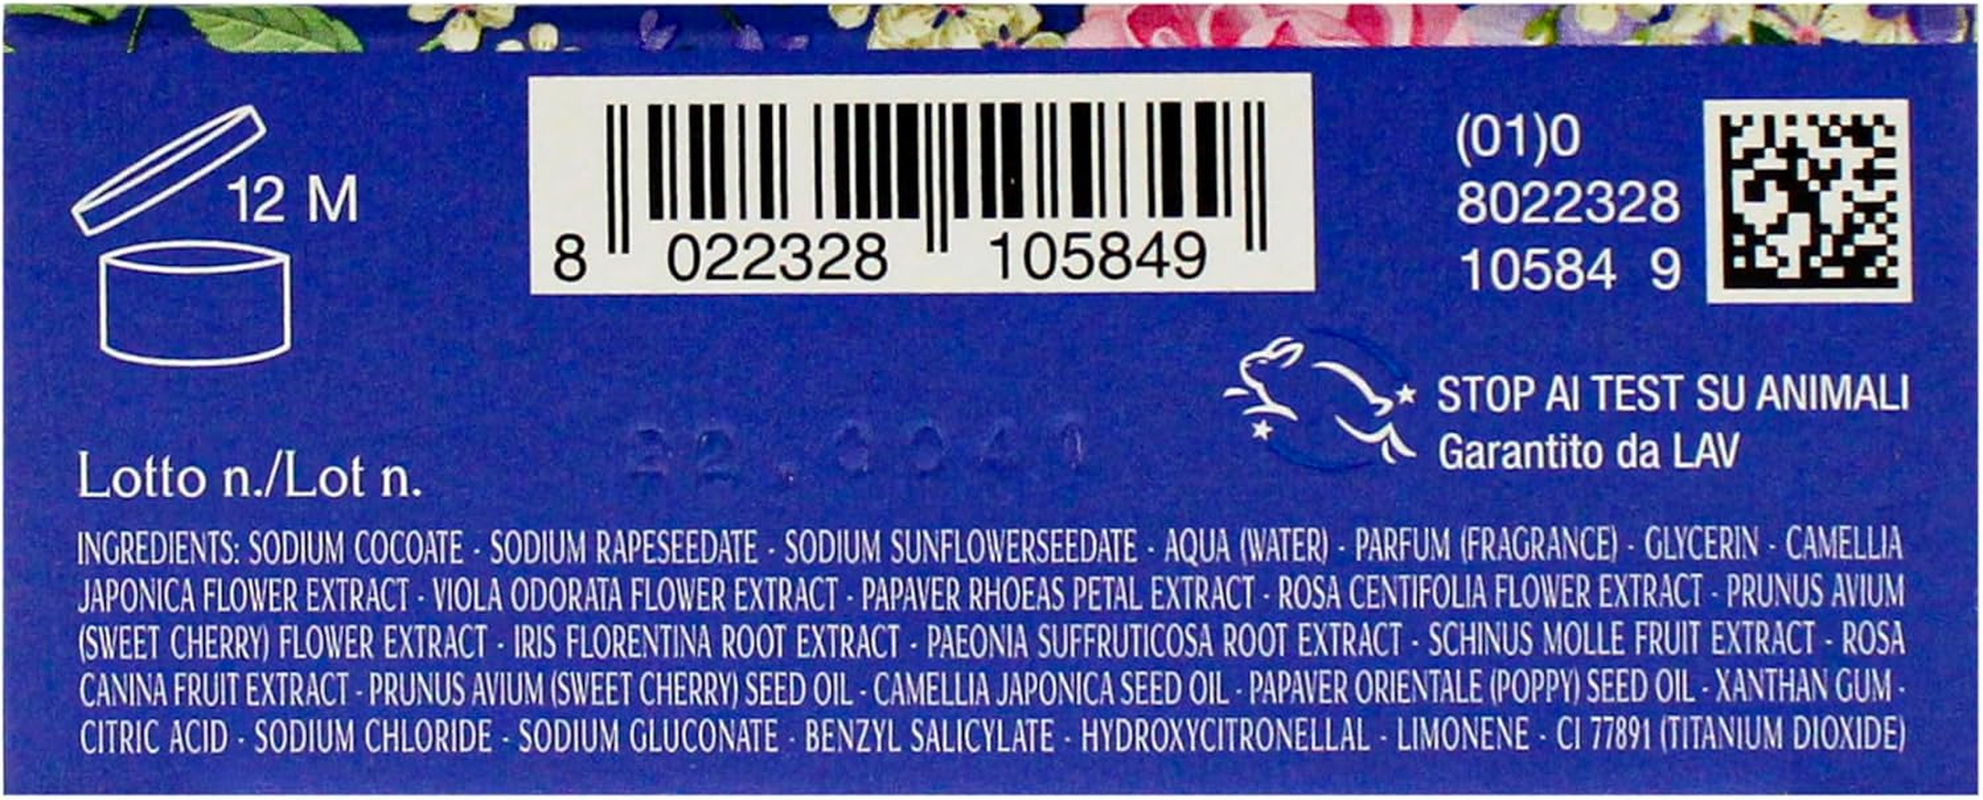 12 M
8 022328 105849
(01)0
8022328
10584 9
STOP AI TEST SU ANIMALI
Garantito da LAV
Lotto n./Lot n.
INGREDIENTS: SODIUM COCOATE · SODIUM RAPESEEDATE · SODIUM SUNFLOWERSEEDATE · AQUA (WATER) · PARFUM (FRAGRANCE) · GLYCERIN · CAMELLIA
JAPONICA FLOWER EXTRACT · VIOLA ODORATA FLOWER EXTRACT · PAPAVER RHOEAS PETAL EXTRACT · ROSA CENTIFOLIA FLOWER EXTRACT · PRUNUS AVIUM
(SWEET CHERRY) FLOWER EXTRACT · IRIS FLORENTINA ROOT EXTRACT · PAEONIA SUFFRUTICOSA ROOT EXTRACT · SCHINUS MOLLE FRUIT EXTRACT · ROSA
CANINA FRUIT EXTRACT · PRUNUS AVIUM (SWEET CHERRY) SEED OIL · CAMELLIA JAPONICA SEED OIL · PAPAVER ORIENTALE (POPPY) SEED OIL · XANTHAN GUM ·
CITRIC ACID · SODIUM CHLORIDE · SODIUM GLUCONATE · BENZYL SALICYLATE · HYDROXYCITRONELLAL · LIMONENE · CI 77891 (TITANIUM DIOXIDE)